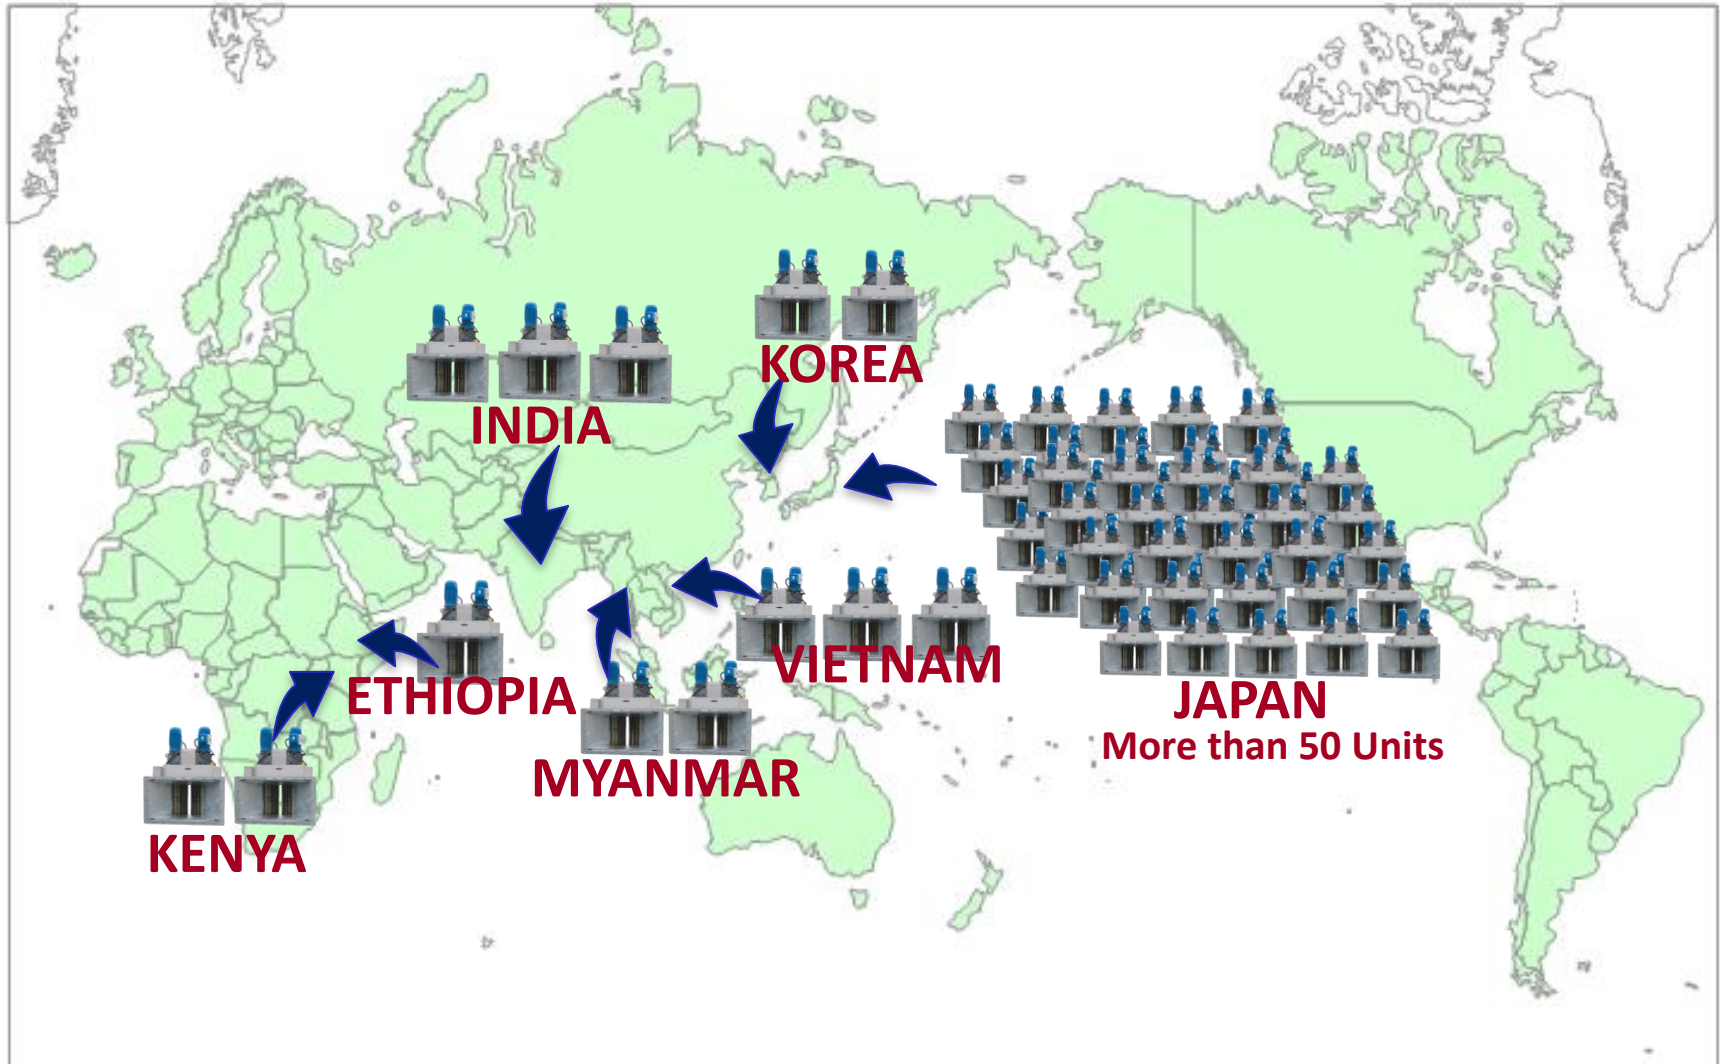 KOREA
INDIA
VIETNAM
ETHIOPIA
JAPAN
More than 50 Units
MYANMAR
KENYA